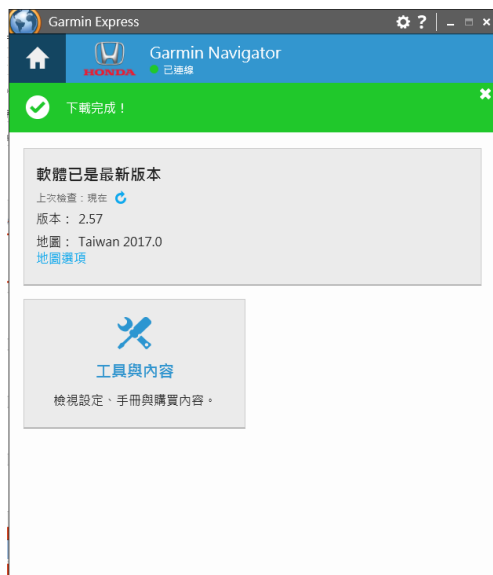 Garmin Express
?
HONDA
Garmin Navigator
已連線
下載完成！
軟體已是最新版本
上次檢查：現在
版本： 2.57
地圖： Taiwan 2017.0
地圖選項
工具與內容
檢視設定、手冊與購買內容。